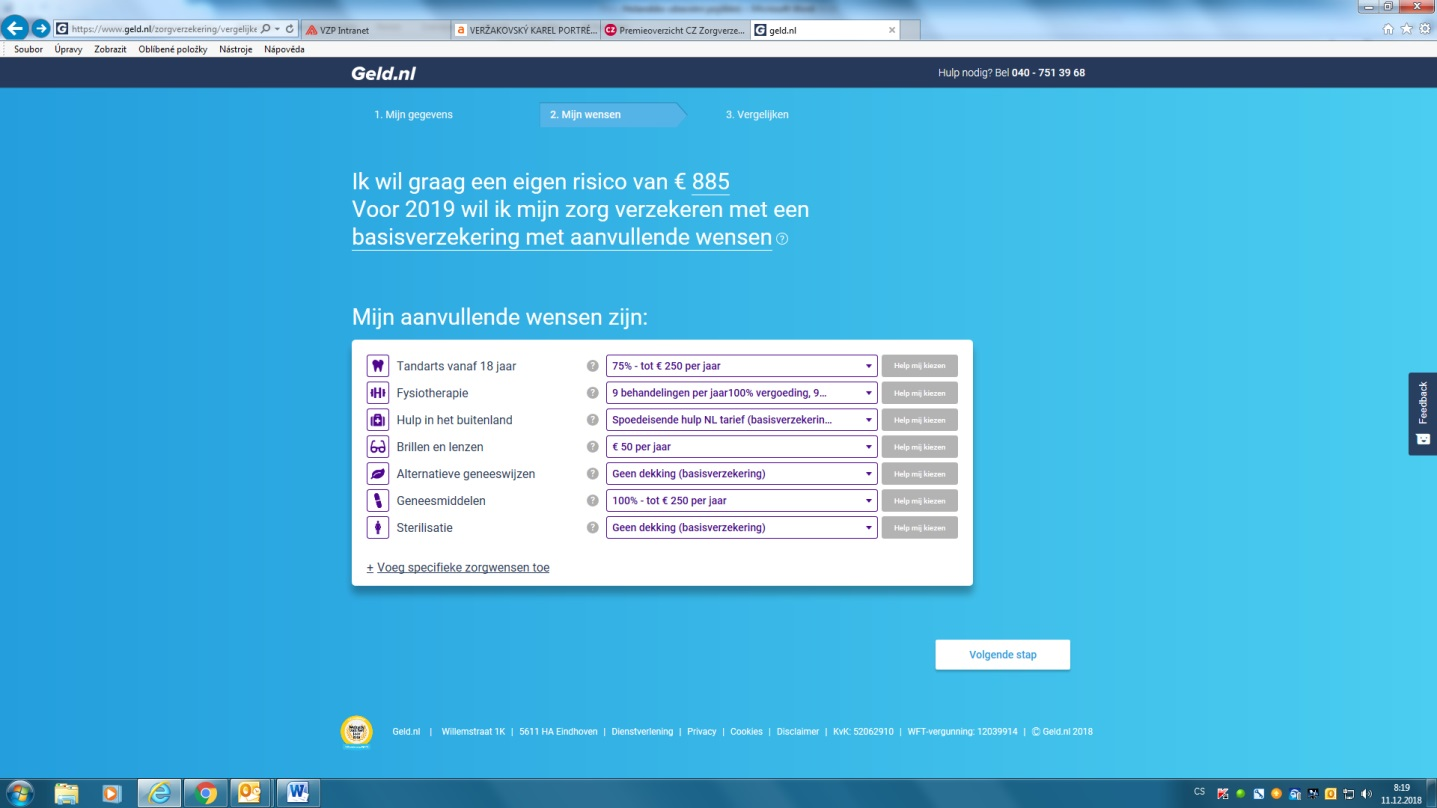 https://www.geld.nl/zorgverzekering/vergelijke
VZP Intranet
VERŽAKOVSKÝ KAREL PORTRÉ...
Premieoverzicht CZ Zorgverze...
geld.nl
Soubor Úpravy Zobrazit Oblíbené položky Nástroje Nápověda
Geld.nl
Hulp nodig? Bel 040 - 751 39 68
1. Mijn gegevens
2. Mijn wensen
3. Vergelijken
Ik wil graag een eigen risico van € 885
Voor 2019 wil ik mijn zorg verzekeren met een
basisverzekering met aanvullende wensen ?
Mijn aanvullende wensen zijn:
Tandarts vanaf 18 jaar ? 75% - tot € 250 per jaar Help mij kiezen
Fysiotherapie ? 9 behandelingen per jaar100% vergoeding, 9... Help mij kiezen
Hulp in het buitenland ? Spoedeisende hulp NL tarief (basisverzekerin... Help mij kiezen
Brillen en lenzen ? € 50 per jaar Help mij kiezen
Alternatieve geneeswijzen ? Geen dekking (basisverzekering) Help mij kiezen
Geneesmiddelen ? 100% - tot € 250 per jaar Help mij kiezen
Sterilisatie ? Geen dekking (basisverzekering) Help mij kiezen
+ Voeg specifieke zorgwensen toe
Feedback
Volgende stap
Geld.nl | Willemstraat 1K | 5611 HA Eindhoven | Dienstverlening | Privacy | Cookies | Disclaimer | KvK: 52062910 | WFT-vergunning: 12039914 | © Geld.nl 2018
CS
8:19
11.12.2018